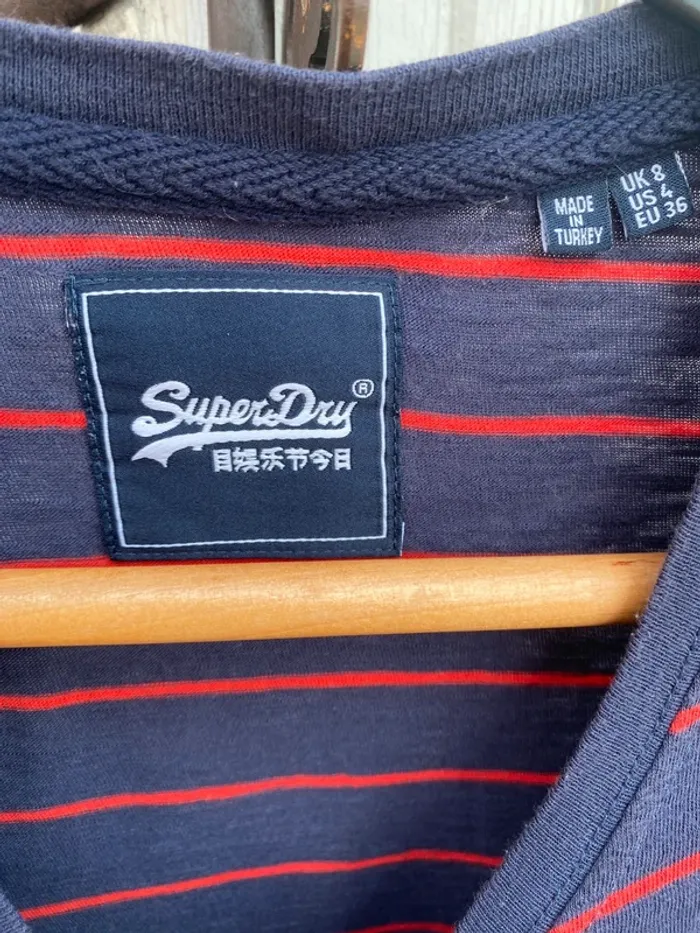 MADE
IN
TURKEY
UK 8
US 4
EU 36
SuperDry®
目娱乐节今日